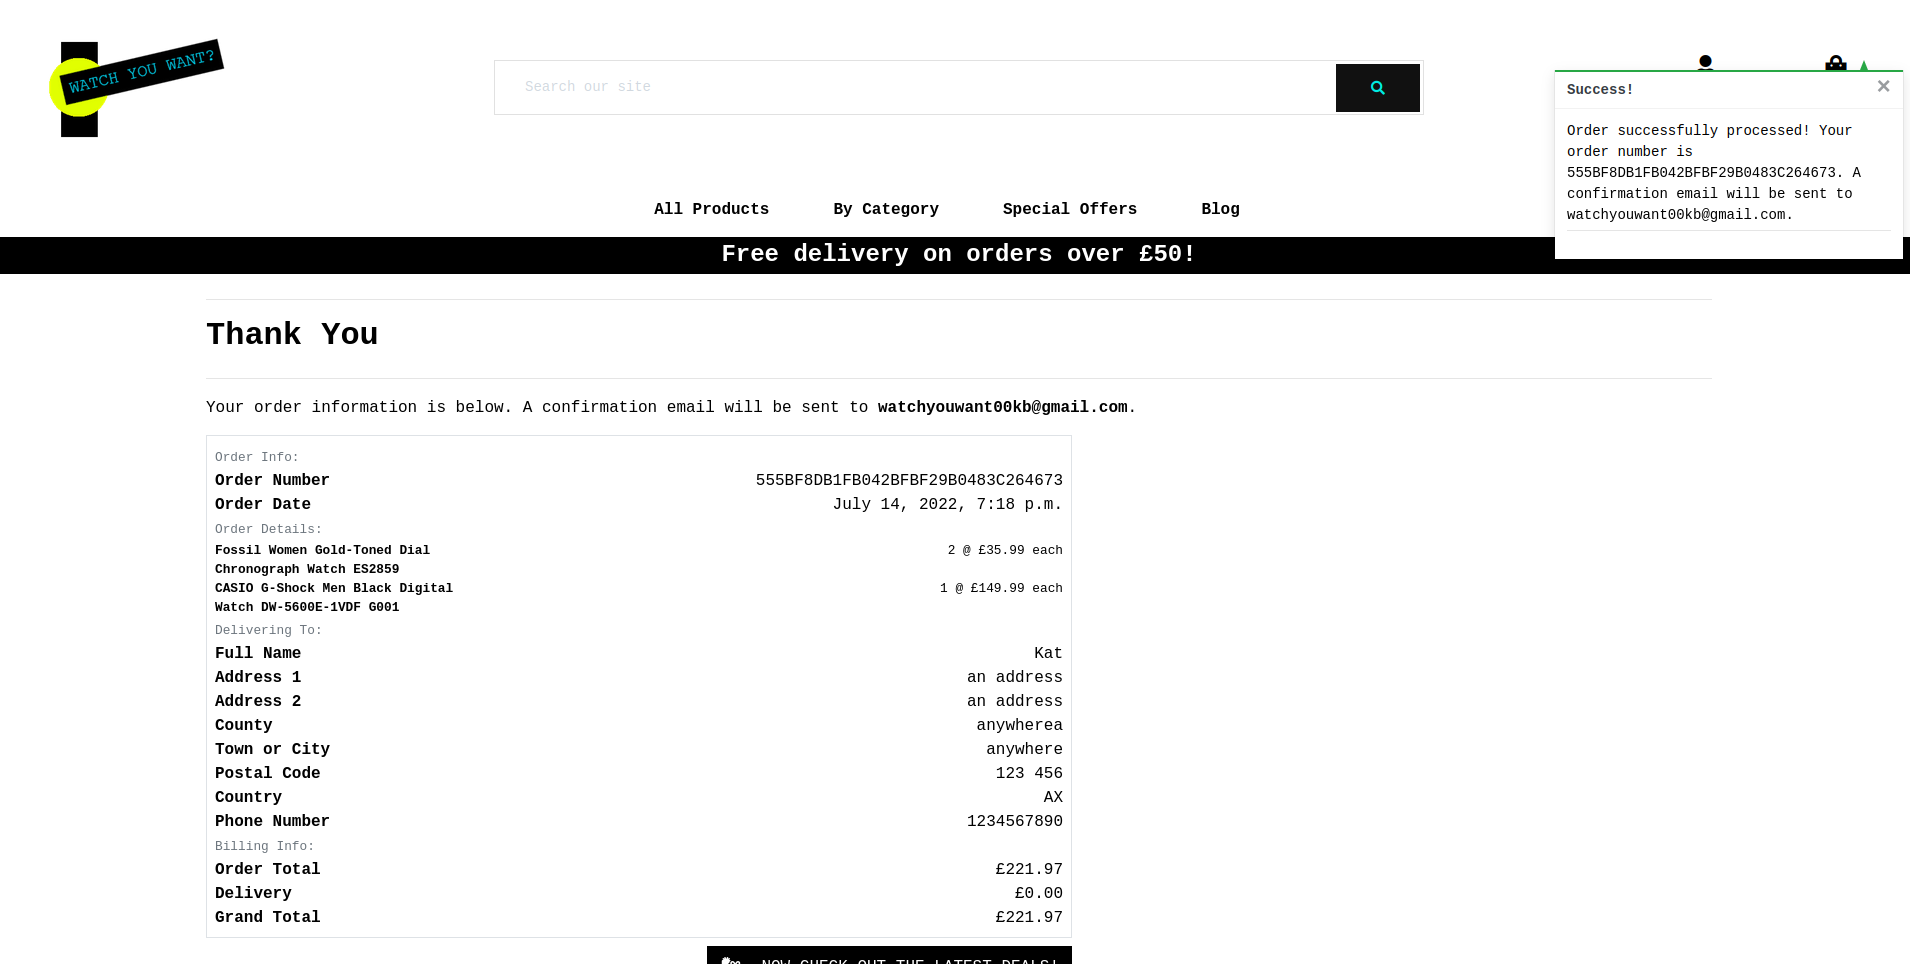 WATCH YOU WANT?
Search our site
Success!
Order successfully processed! Your
order number is
555BF8DB1FB042BFBF29B0483C264673. A
confirmation email will be sent to
watchyouwant00kb@gmail.com.
All Products By Category Special Offers Blog
Free delivery on orders over £50!
Thank You
Your order information is below. A confirmation email will be sent to watchyouwant00kb@gmail.com.
Order Info:
Order Number 555BF8DB1FB042BFBF29B0483C264673
Order Date July 14, 2022, 7:18 p.m.
Order Details:
Fossil Women Gold-Toned Dial 2 @ £35.99 each
Chronograph Watch ES2859
CASIO G-Shock Men Black Digital 1 @ £149.99 each
Watch DW-5600E-1VDF G001
Delivering To:
Full Name Kat
Address 1 an address
Address 2 an address
County anywherea
Town or City anywhere
Postal Code 123 456
Country AX
Phone Number 1234567890
Billing Info:
Order Total £221.97
Delivery £0.00
Grand Total £221.97
NOW CHECK OUT THE LATEST DEALS!